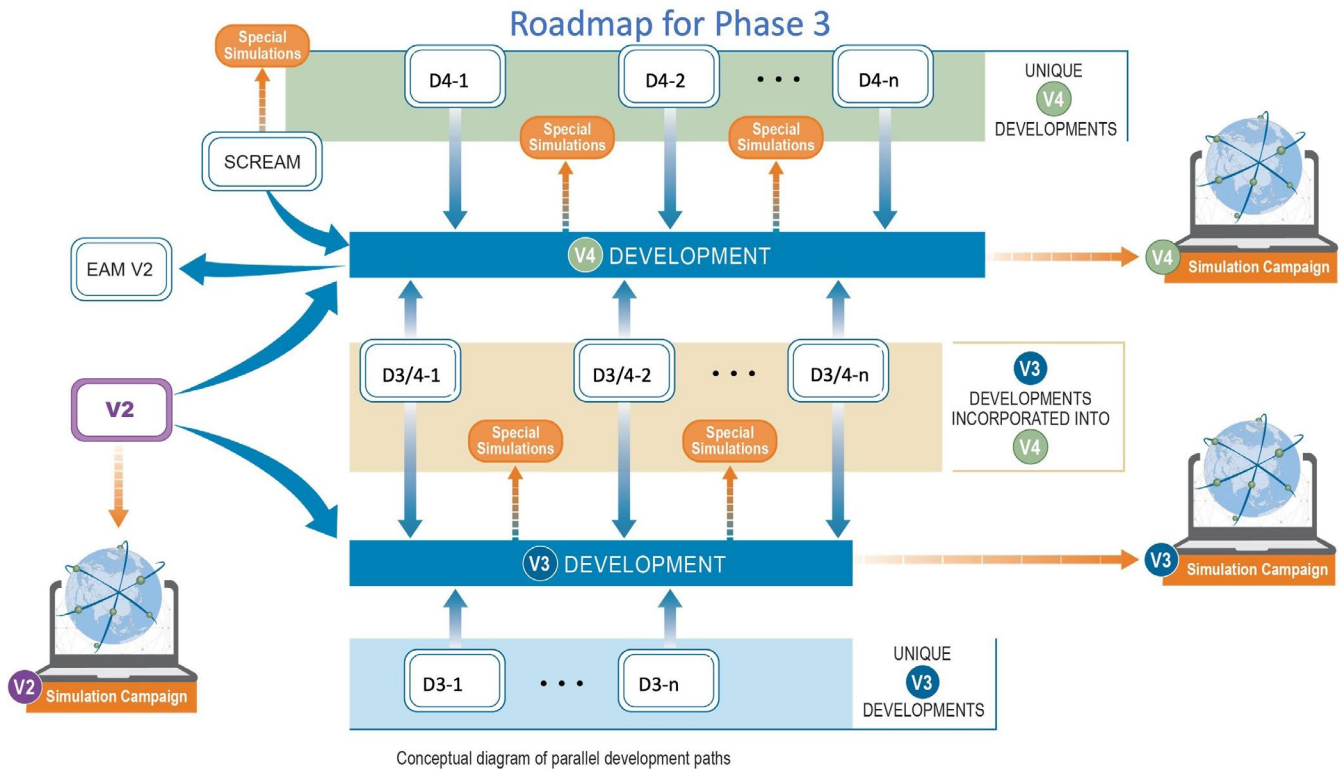 Roadmap for Phase 3
Special
Simulations
D4-1
D4-2
• • •
D4-n
UNIQUE
V4
DEVELOPMENTS
SCREAM
Special
Simulations
Special
Simulations
EAM V2
V4 DEVELOPMENT
V4 Simulation Campaign
D3/4-1
D3/4-2
• • •
D3/4-n
V3
DEVELOPMENTS
INCORPORATED INTO
V4
V2
Special
Simulations
Special
Simulations
V3 DEVELOPMENT
V3 Simulation Campaign
V2 Simulation Campaign
D3-1
• • •
D3-n
UNIQUE
V3
DEVELOPMENTS
Conceptual diagram of parallel development paths